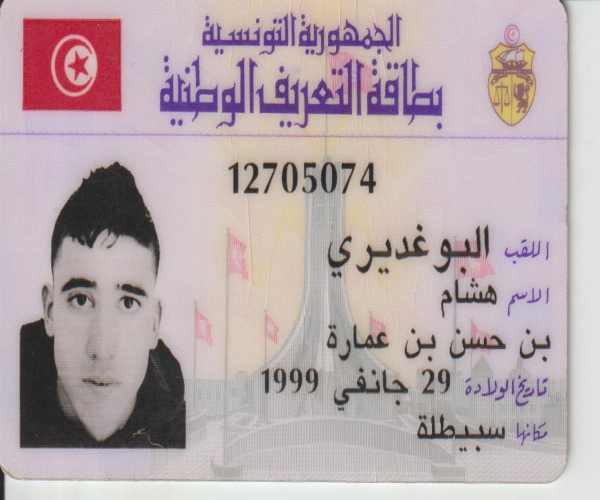 الجمهورية التونسية
بطاقة التعريف الوطنية
12705074
اللقب البوغديري
الاسم هشام
بن حسن بن عمارة
تاريخ الولادة 29 جانفي 1999
مكانها سبيطلة